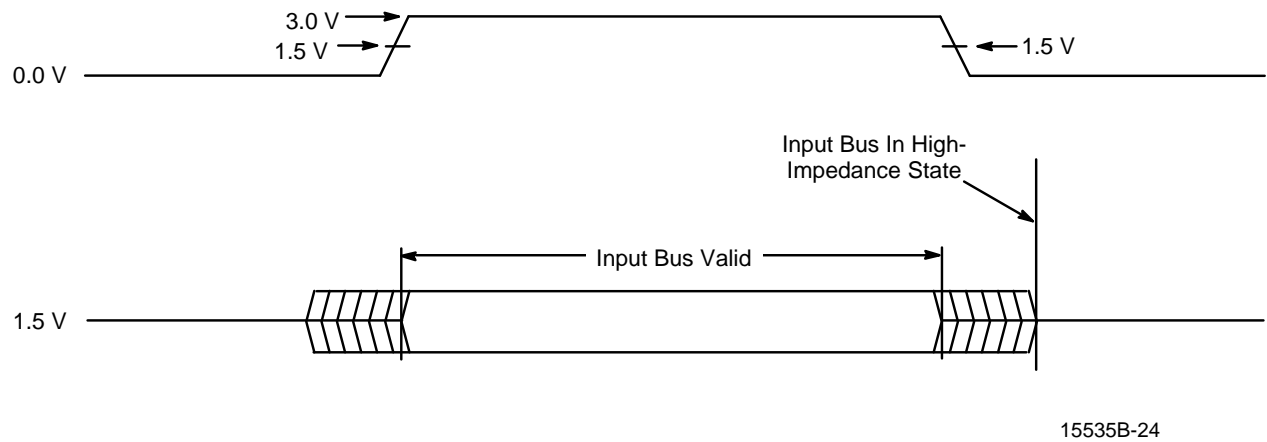 3.0 V
1.5 V
1.5 V
0.0 V
Input Bus In High-
Impedance State
Input Bus Valid
1.5 V
15535B-24